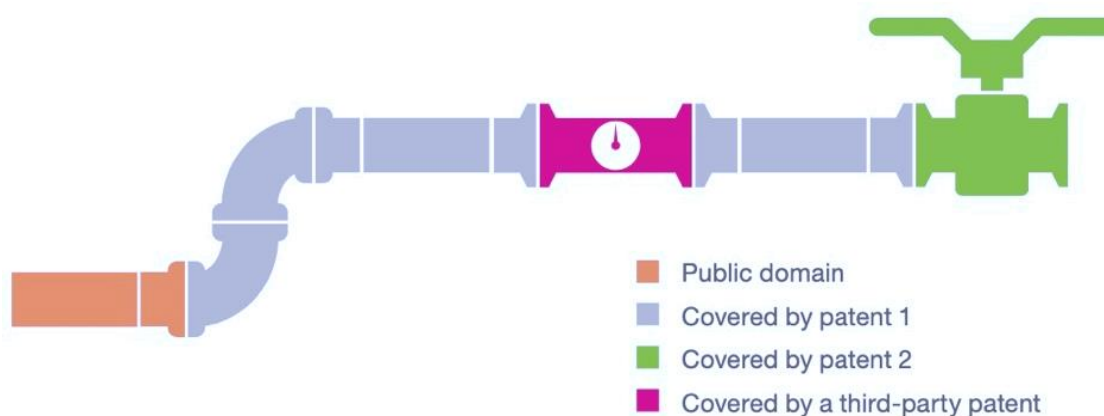 Public domain
Covered by patent 1
Covered by patent 2
Covered by a third-party patent